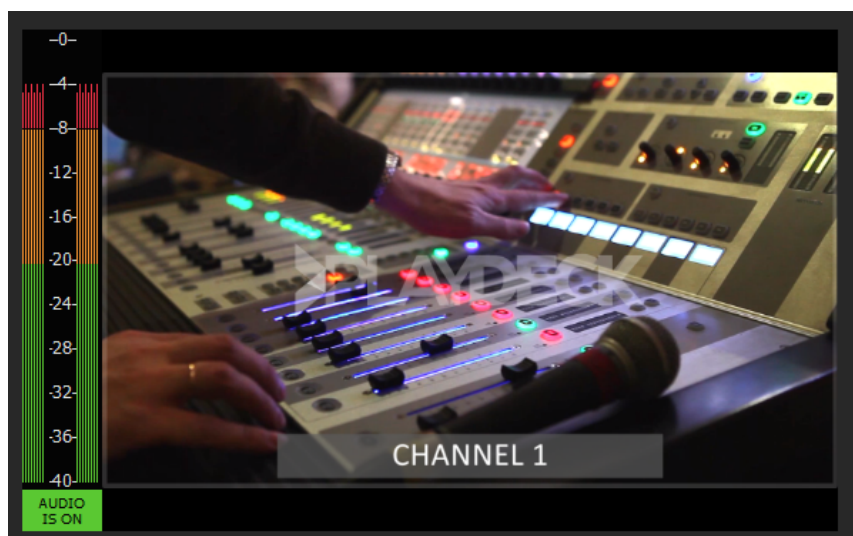 -0-
-4-
-8-
-12-
-16-
-20-
-24-
-28-
-32-
-36-
-40-
AUDIO
IS ON
PLAYDECK
CHANNEL 1